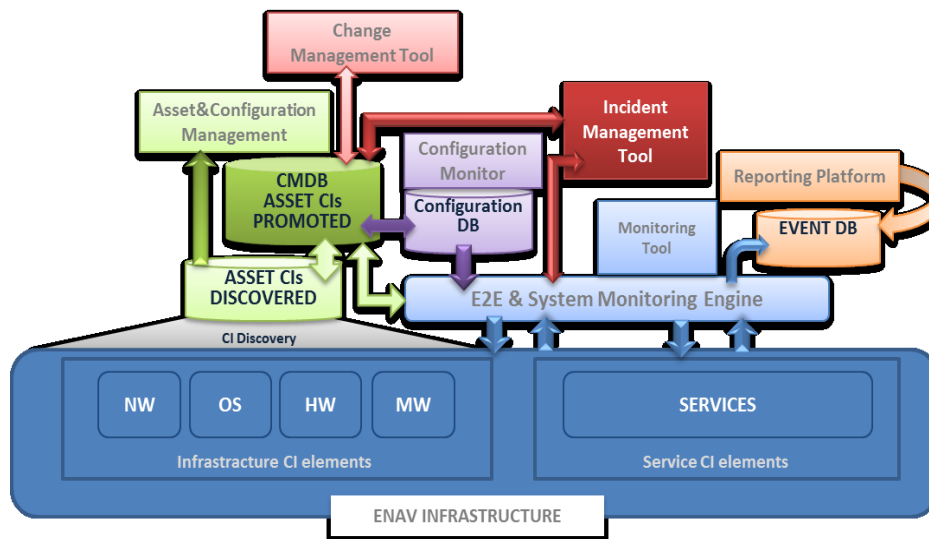 Change
Management Tool
Asset&Configuration
Management
Incident
Management
Tool
Configuration
Monitor
CMDB
ASSET CIs
PROMOTED
Reporting Platform
Configuration
DB
Monitoring
Tool
EVENT DB
ASSET CIs
DISCOVERED
E2E & System Monitoring Engine
CI Discovery
NW
OS
HW
MW
SERVICES
Infrastracture CI elements
Service CI elements
ENAV INFRASTRUCTURE